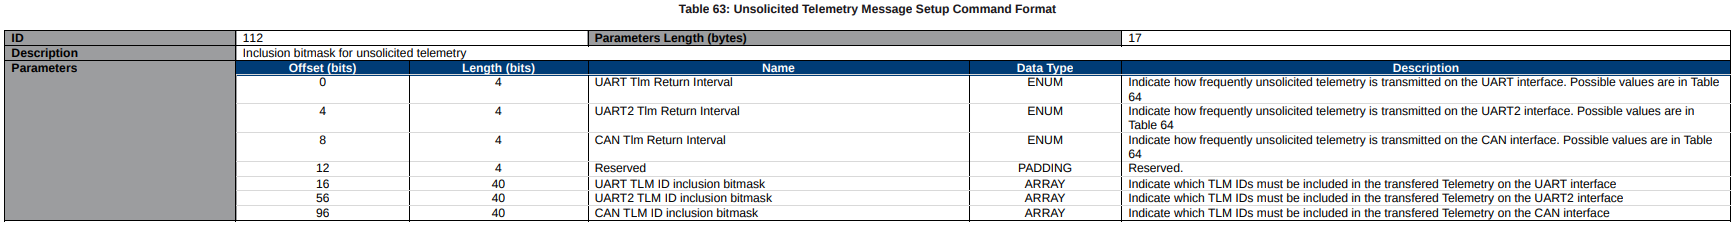 Table 63: Unsolicited Telemetry Message Setup Command Format
ID 112 Parameters Length (bytes) 17
Description Inclusion bitmask for unsolicited telemetry
Parameters Offset (bits) Length (bits) Name Data Type Description
0 4 UART Tlm Return Interval ENUM Indicate how frequently unsolicited telemetry is transmitted on the UART interface. Possible values are in Table
64
4 4 UART2 Tlm Return Interval ENUM Indicate how frequently unsolicited telemetry is transmitted on the UART2 interface. Possible values are in
Table 64
8 4 CAN Tlm Return Interval ENUM Indicate how frequently unsolicited telemetry is transmitted on the CAN interface. Possible values are in Table
64
12 4 Reserved PADDING Reserved.
16 40 UART TLM ID inclusion bitmask ARRAY Indicate which TLM IDs must be included in the transfered Telemetry on the UART interface
56 40 UART2 TLM ID inclusion bitmask ARRAY Indicate which TLM IDs must be included in the transfered Telemetry on the UART2 interface
96 40 CAN TLM ID inclusion bitmask ARRAY Indicate which TLM IDs must be included in the transfered Telemetry on the CAN interface